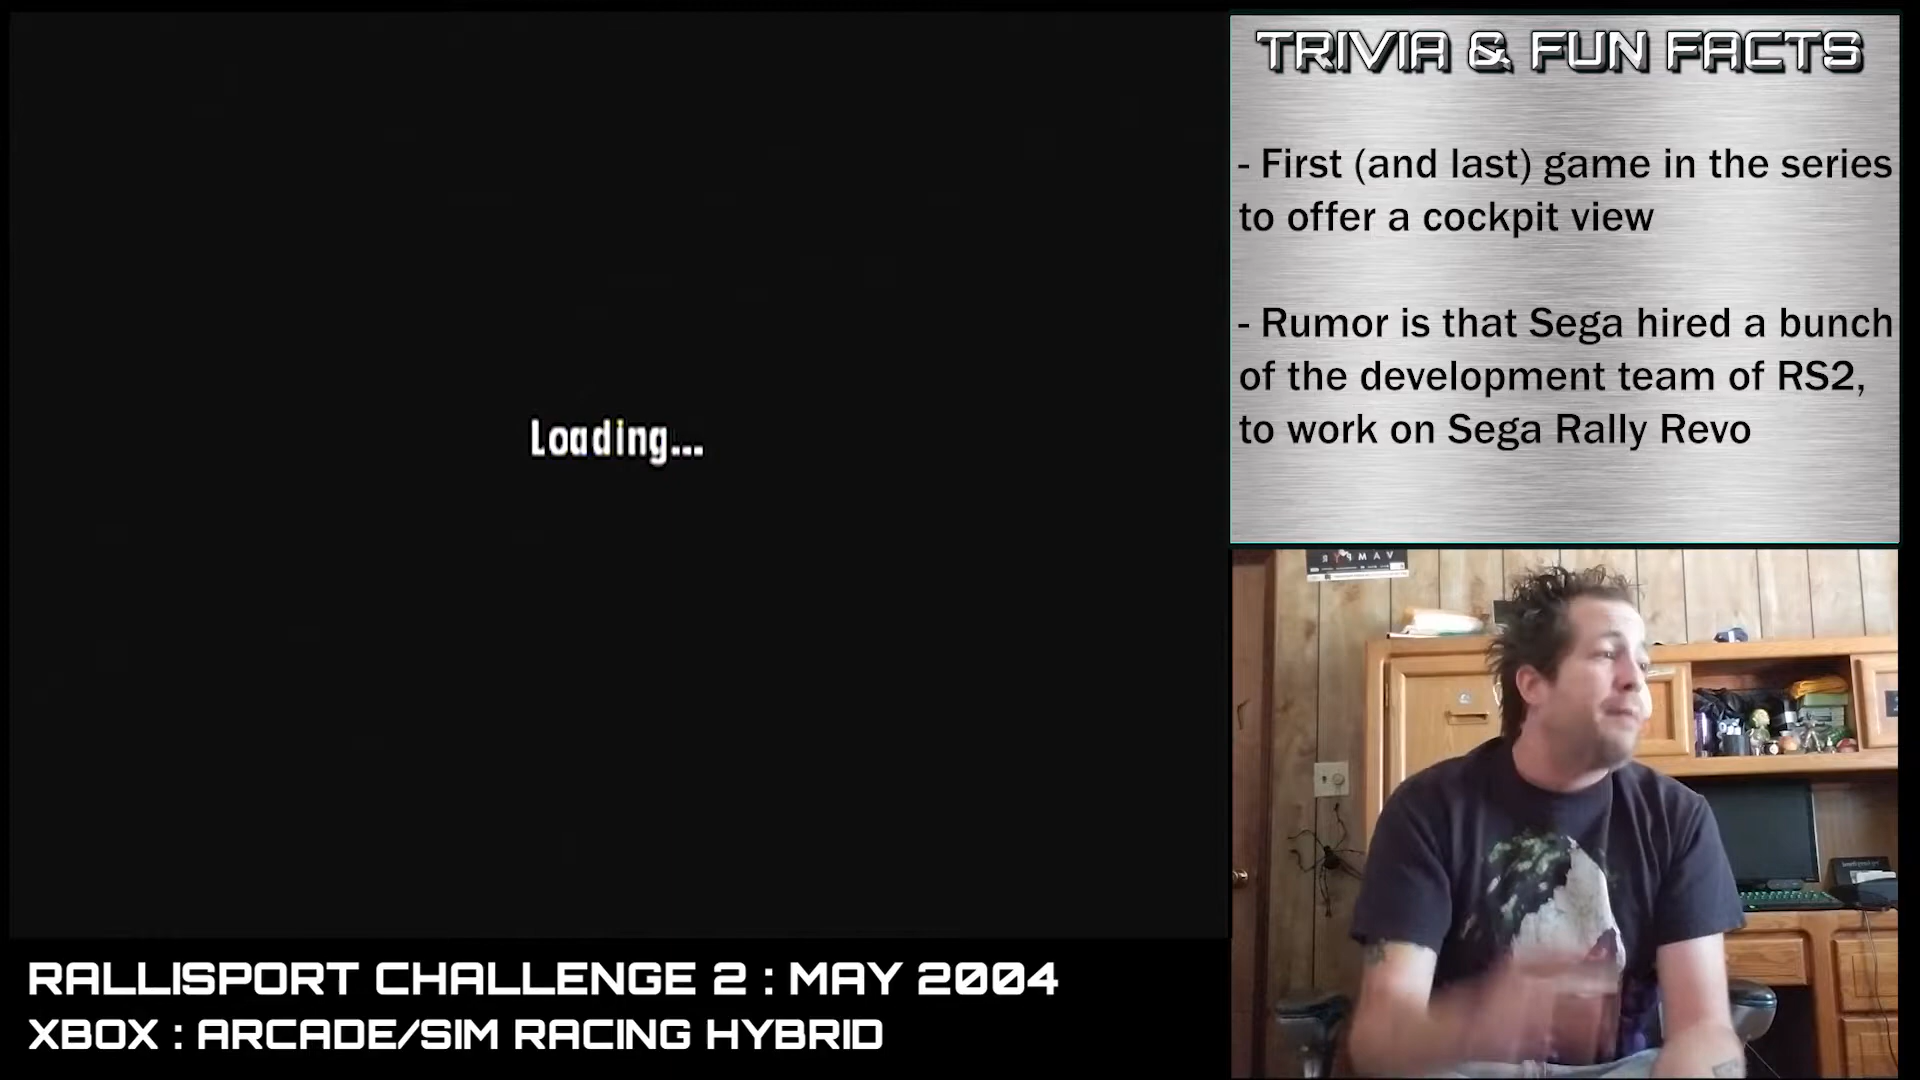 TRIVIA & FUN FACTS
- First (and last) game in the series
to offer a cockpit view
- Rumor is that Sega hired a bunch
of the development team of RS2,
to work on Sega Rally Revo
Loading...
RALLISPORT CHALLENGE 2 : MAY 2004
XBOX : ARCADE/SIM RACING HYBRID